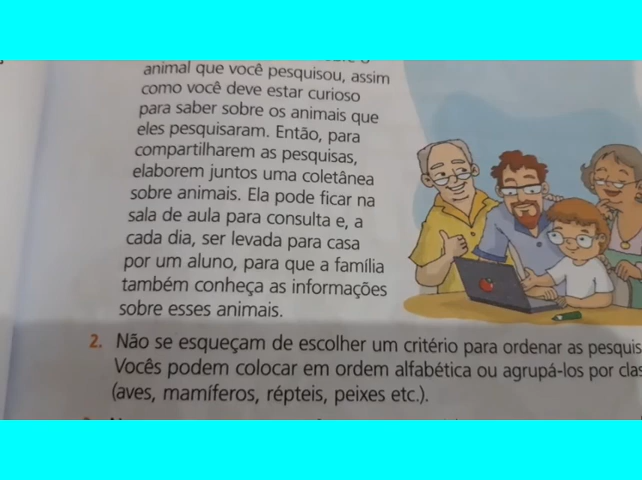 animal que você pesquisou, assim
como você deve estar curioso
para saber sobre os animais que
eles pesquisaram. Então, para
compartilharem as pesquisas,
elaborem juntos uma coletânea
sobre animais. Ela pode ficar na
sala de aula para consulta e, a
cada dia, ser levada para casa
por um aluno, para que a família
também conheça as informações
sobre esses animais.
2. Não se esqueçam de escolher um critério para ordenar as pesquis
Vocês podem colocar em ordem alfabética ou agrupá-los por clas
(aves, mamíferos, répteis, peixes etc.).